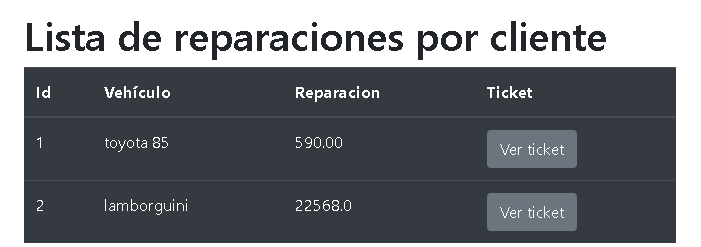 Lista de reparaciones por cliente
Id Vehículo Reparacion Ticket
1 toyota 85 590.00 Ver ticket
2 lamborguini 22568.0 Ver ticket